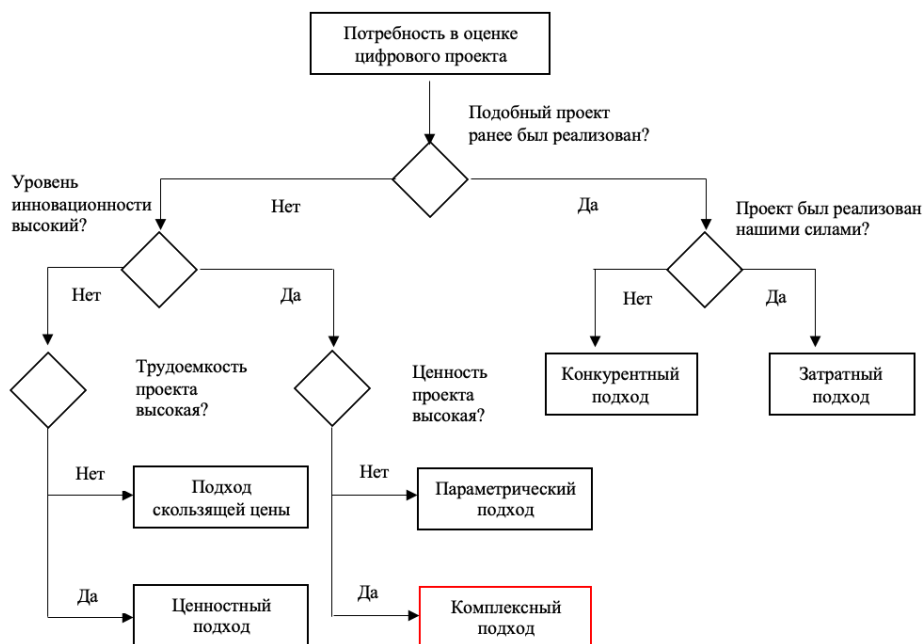 Потребность в оценке
цифрового проекта
Подобный проект
ранее был реализован?
Уровень
инновационности
высокий?
Нет
Да
Проект был реализован
нашими силами?
Нет
Да
Нет
Да
Трудоемкость
проекта
высокая?
Ценность
проекта
высокая?
Конкурентный
подход
Затратный
подход
Нет
Подход
скользящей цены
Нет
Параметрический
подход
Да
Ценностный
подход
Да
Комплексный
подход